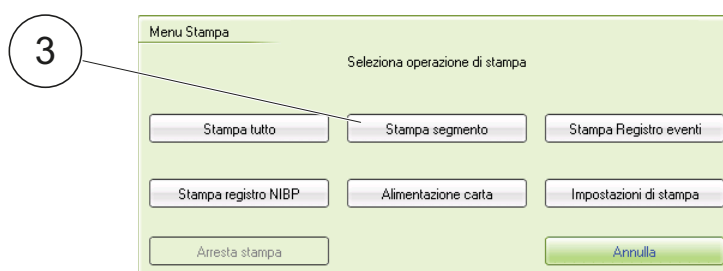 3
Menu Stampa
Seleziona operazione di stampa
Stampa tutto
Stampa segmento
Stampa Registro eventi
Stampa registro NIBP
Alimentazione carta
Impostazioni di stampa
Arresta stampa
Annulla